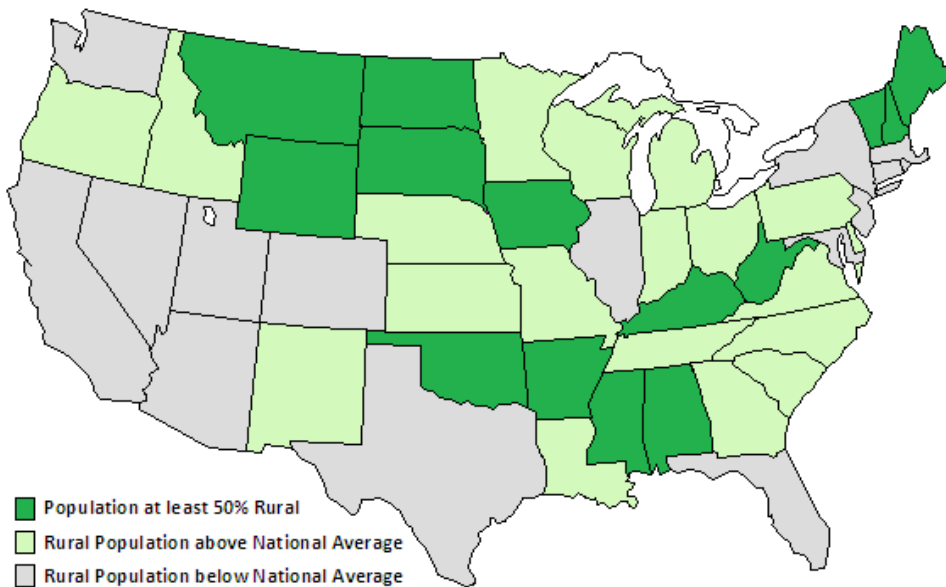 Population at least 50% Rural
Rural Population above National Average
Rural Population below National Average